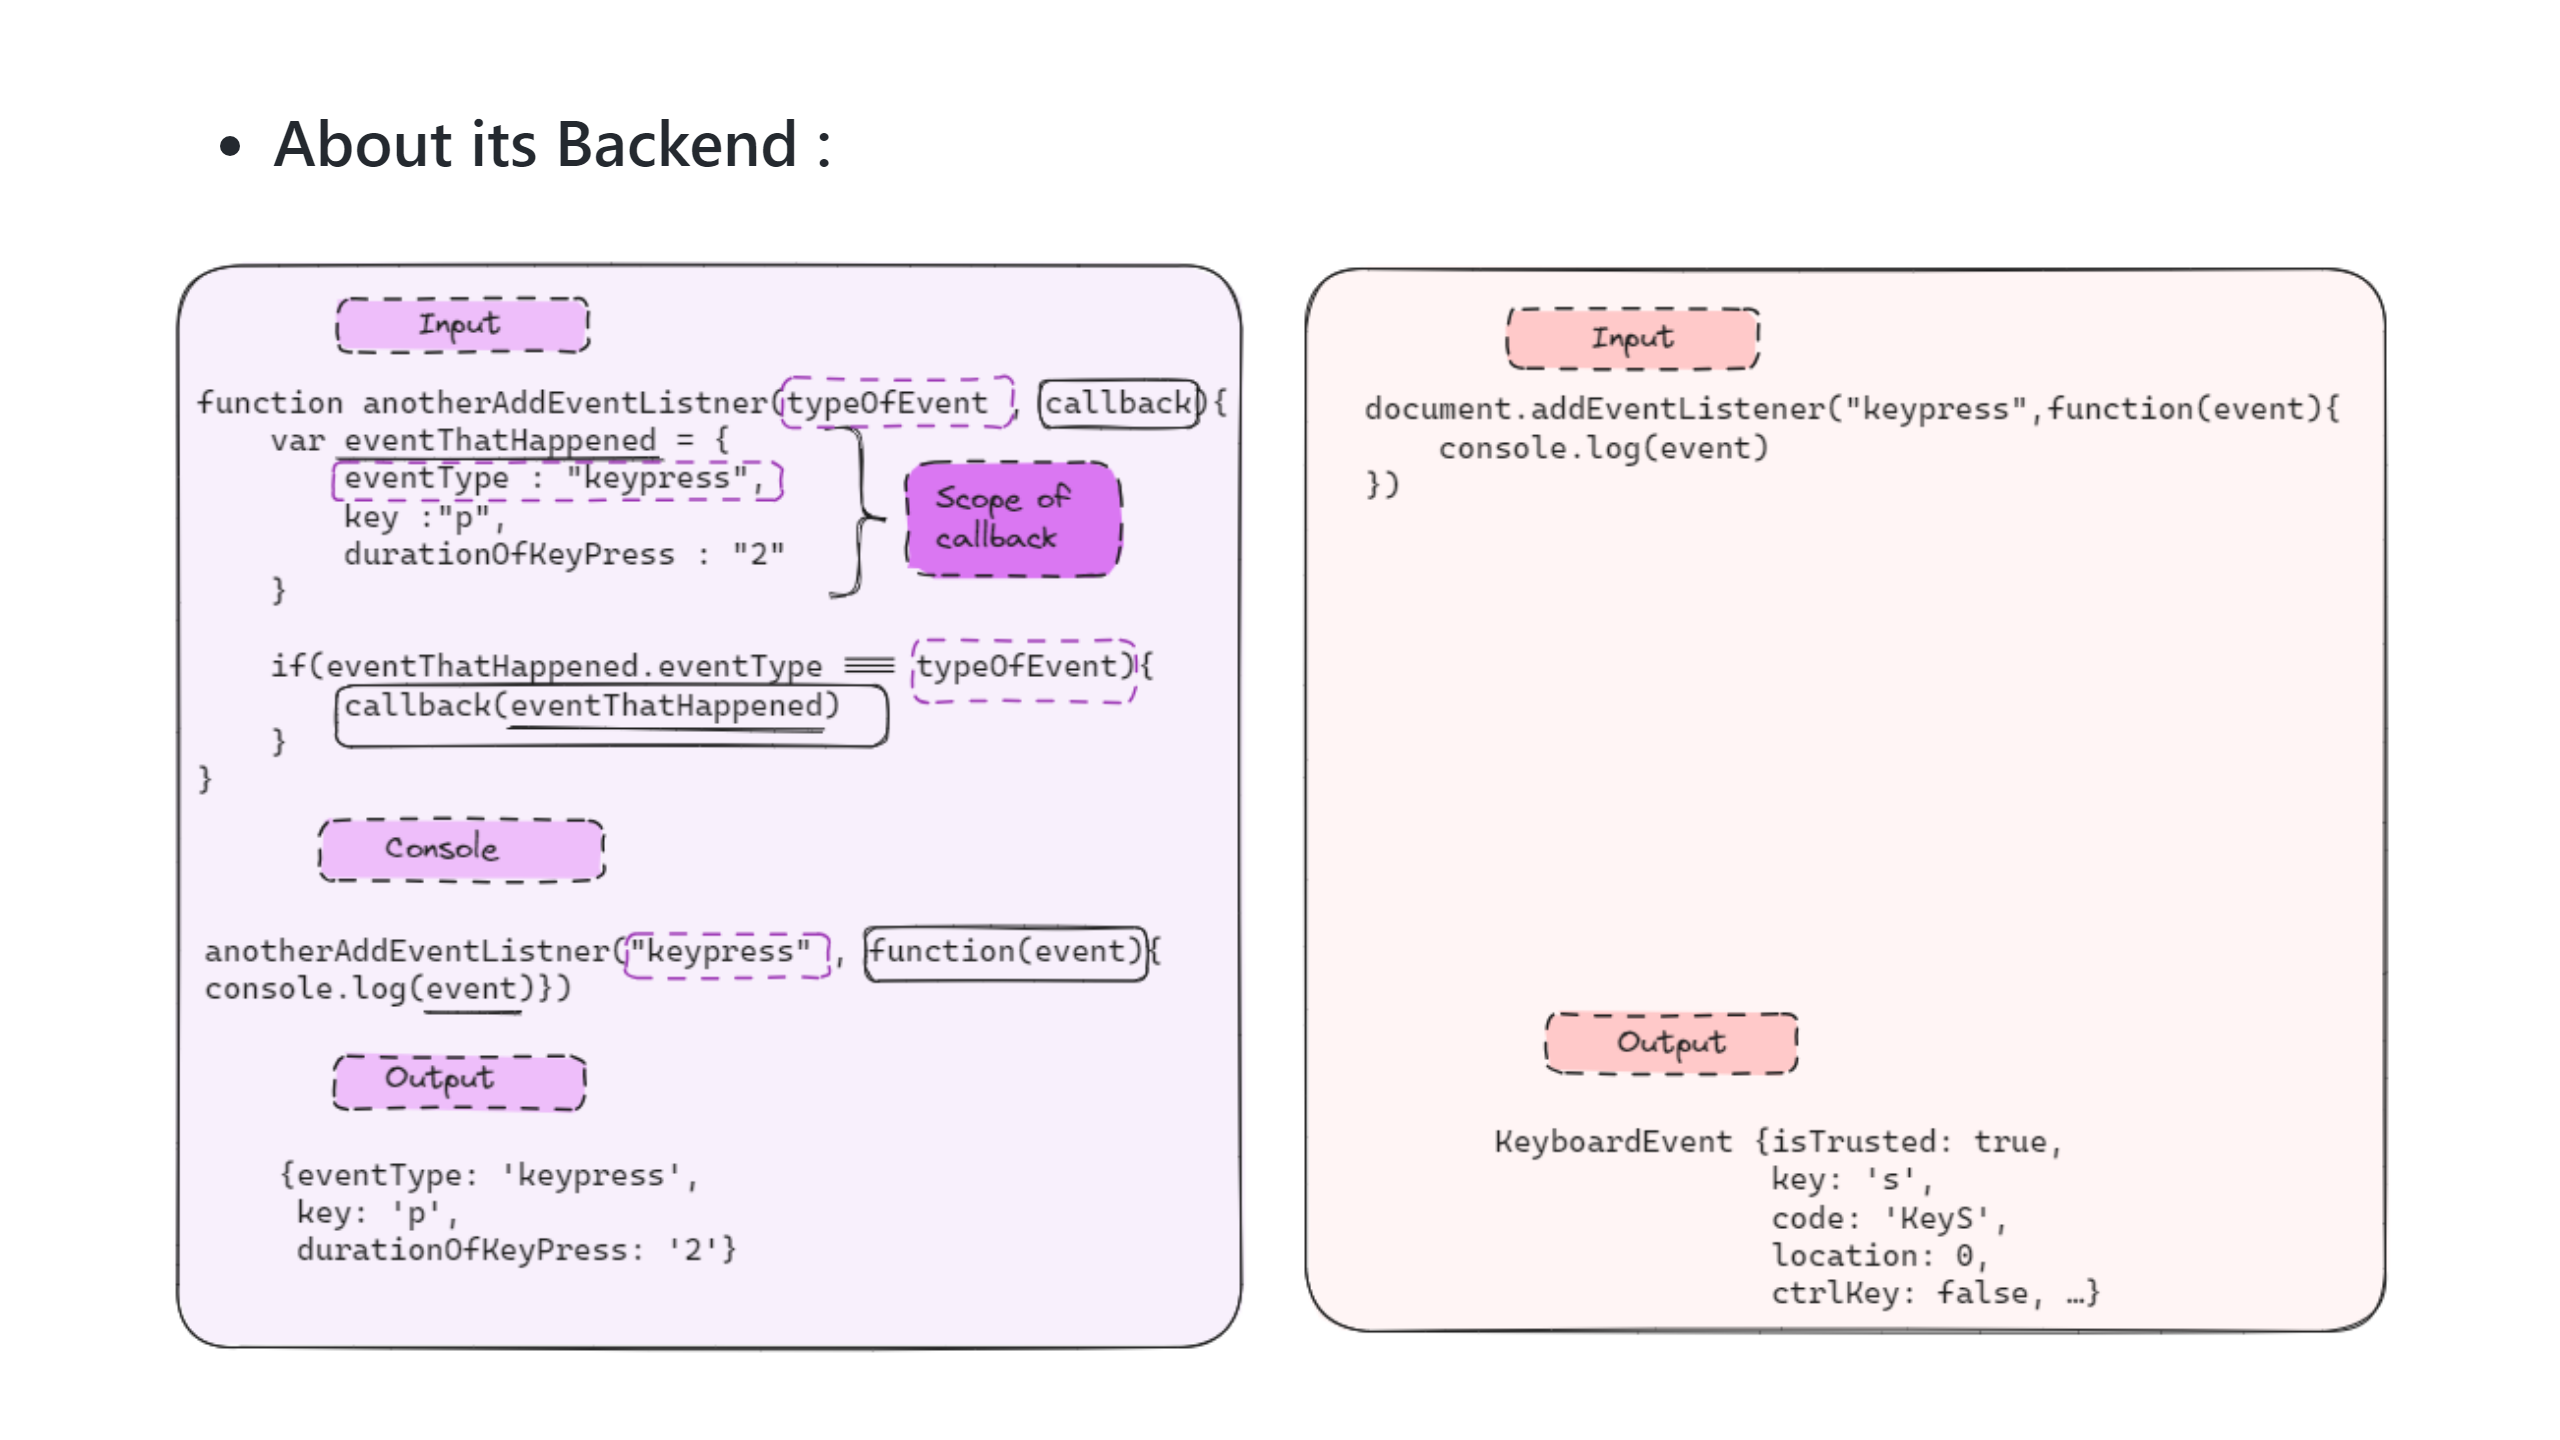 • About its Backend :
Input
function anotherAddEventListner(typeOfEvent , callback){
    var eventThatHappened = {
        eventType : "keypress",
        key :"p",
        durationOfKeyPress : "2"
    }
Scope of
callback
    if(eventThatHappened.eventType === typeOfEvent){
        callback(eventThatHappened)
    }
}
Console
anotherAddEventListner("keypress" , function(event){
console.log(event)})
Output
{eventType: 'keypress',
 key: 'p',
 durationOfKeyPress: '2'}
Input
document.addEventListener("keypress",function(event){
    console.log(event)
})
Output
KeyboardEvent {isTrusted: true,
key: 's',
code: 'KeyS',
location: 0,
ctrlKey: false, …}